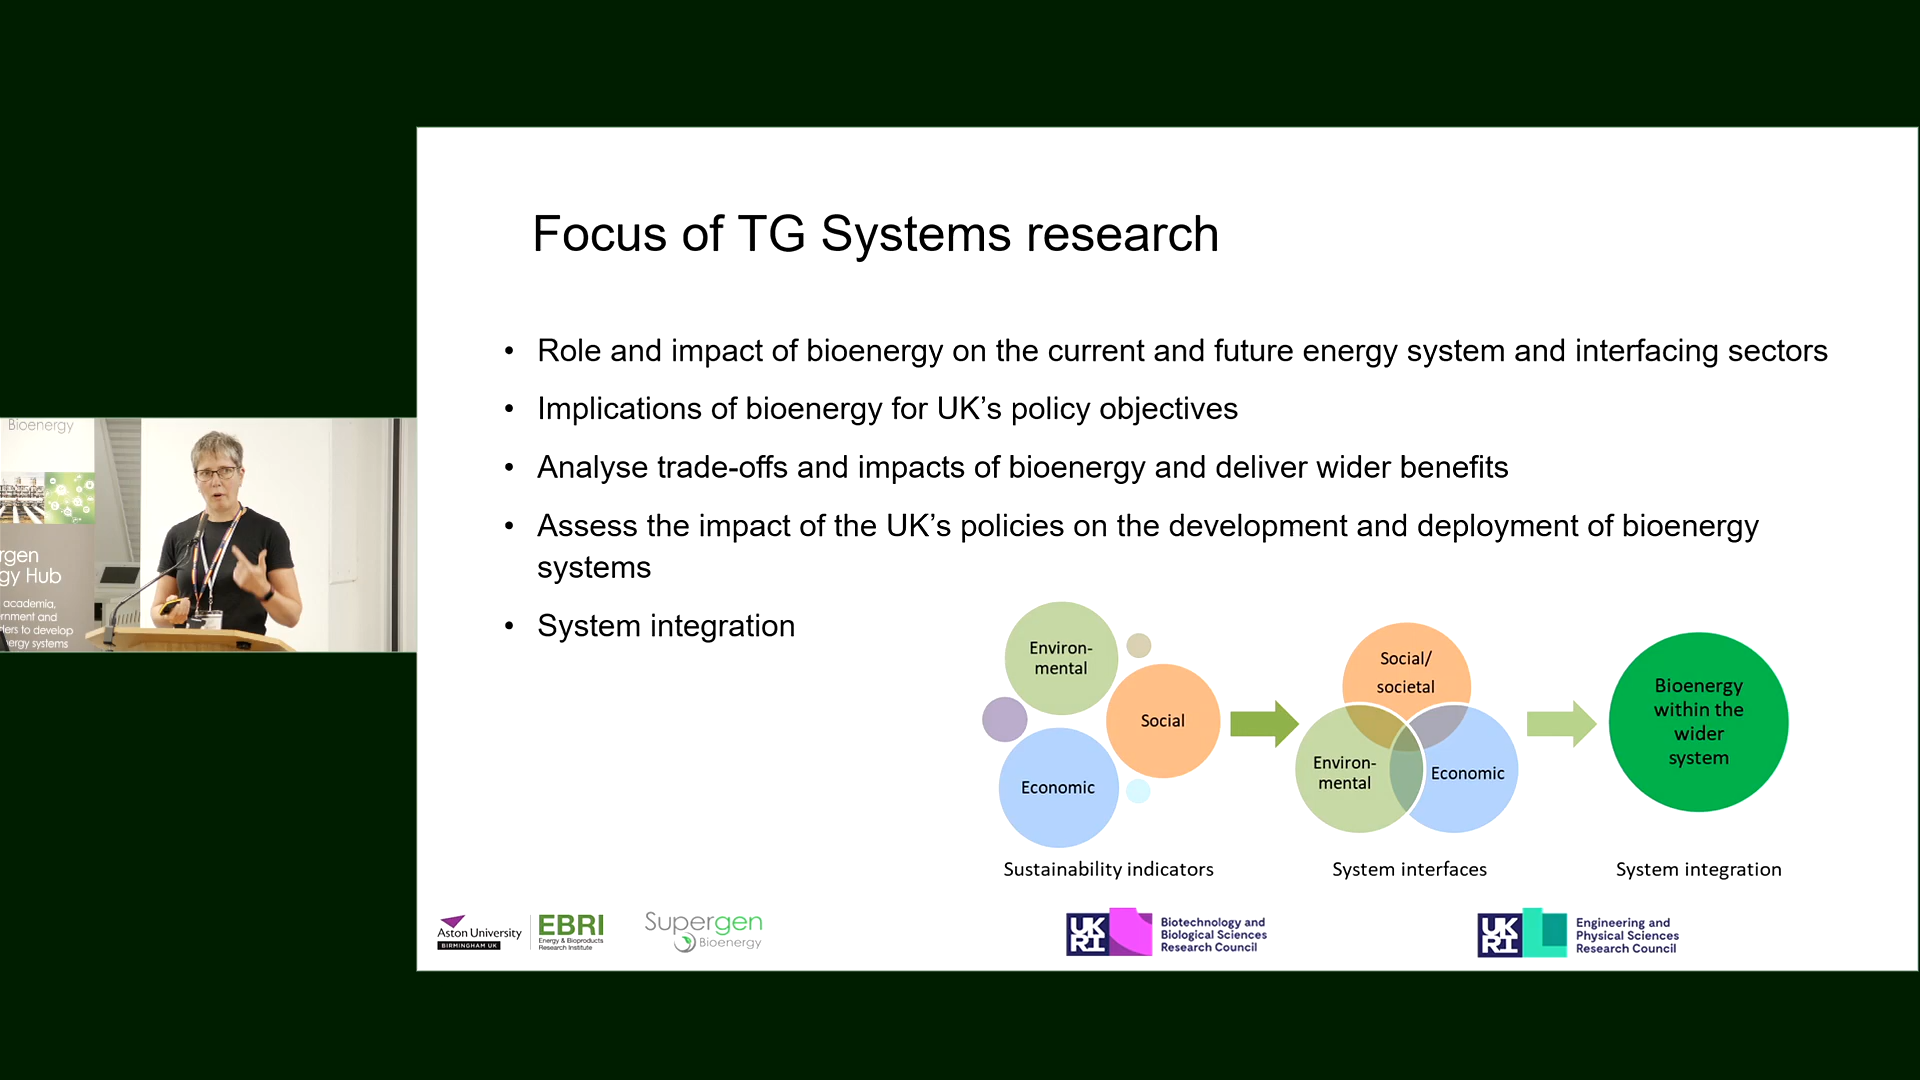 Focus of TG Systems research
• Role and impact of bioenergy on the current and future energy system and interfacing sectors
• Implications of bioenergy for UK’s policy objectives
• Analyse trade-offs and impacts of bioenergy and deliver wider benefits
• Assess the impact of the UK’s policies on the development and deployment of bioenergy
systems
• System integration
Environ-
mental
Social
Economic
Sustainability indicators
Social/
societal
Environ-
mental
Economic
System interfaces
Bioenergy
within the
wider
system
System integration
Aston University
BIRMINGHAM UK
EBRI
Energy & Bioproducts
Research Institute
Supergen
Bioenergy
UKRI
Biotechnology and
Biological Sciences
Research Council
UKRI
Engineering and
Physical Sciences
Research Council
Bioenergy
rgen
gy Hub
academia,
rnment and
ders to develop
ergy systems